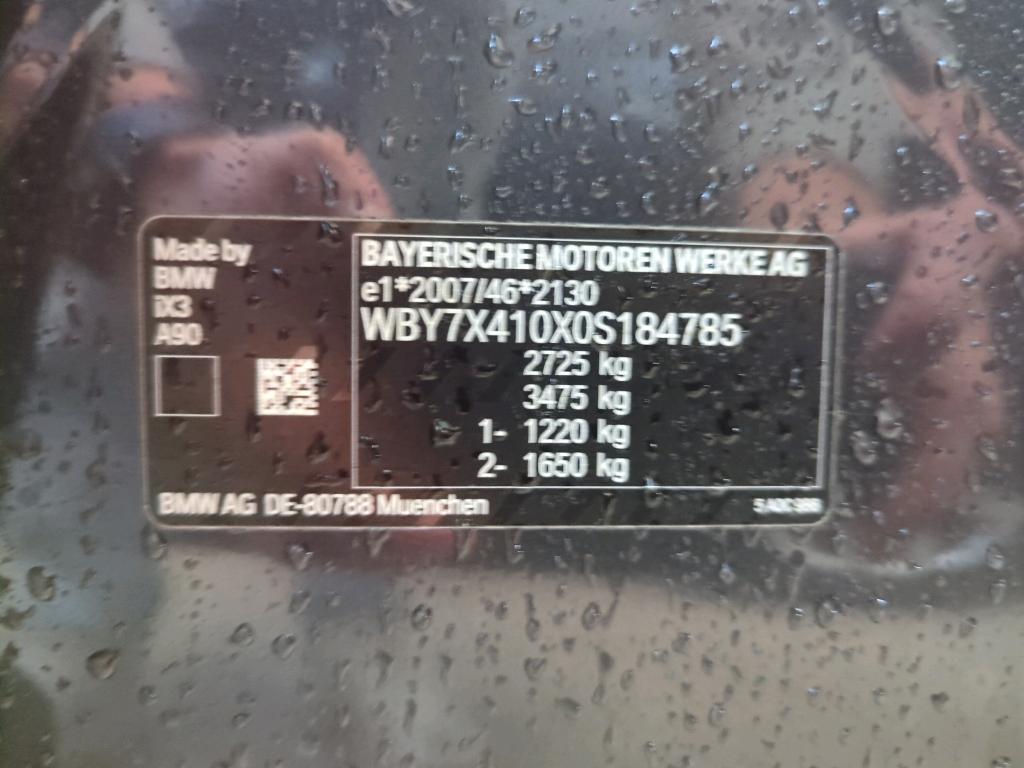 Made by
BMW
iX3
A90
BAYERISCHE MOTOREN WERKE AG
e1*2007/46*2130
WBY7X410X0S184785
2725 kg
3475 kg
1- 1220 kg
2- 1650 kg
BMW AG DE-80788 Muenchen